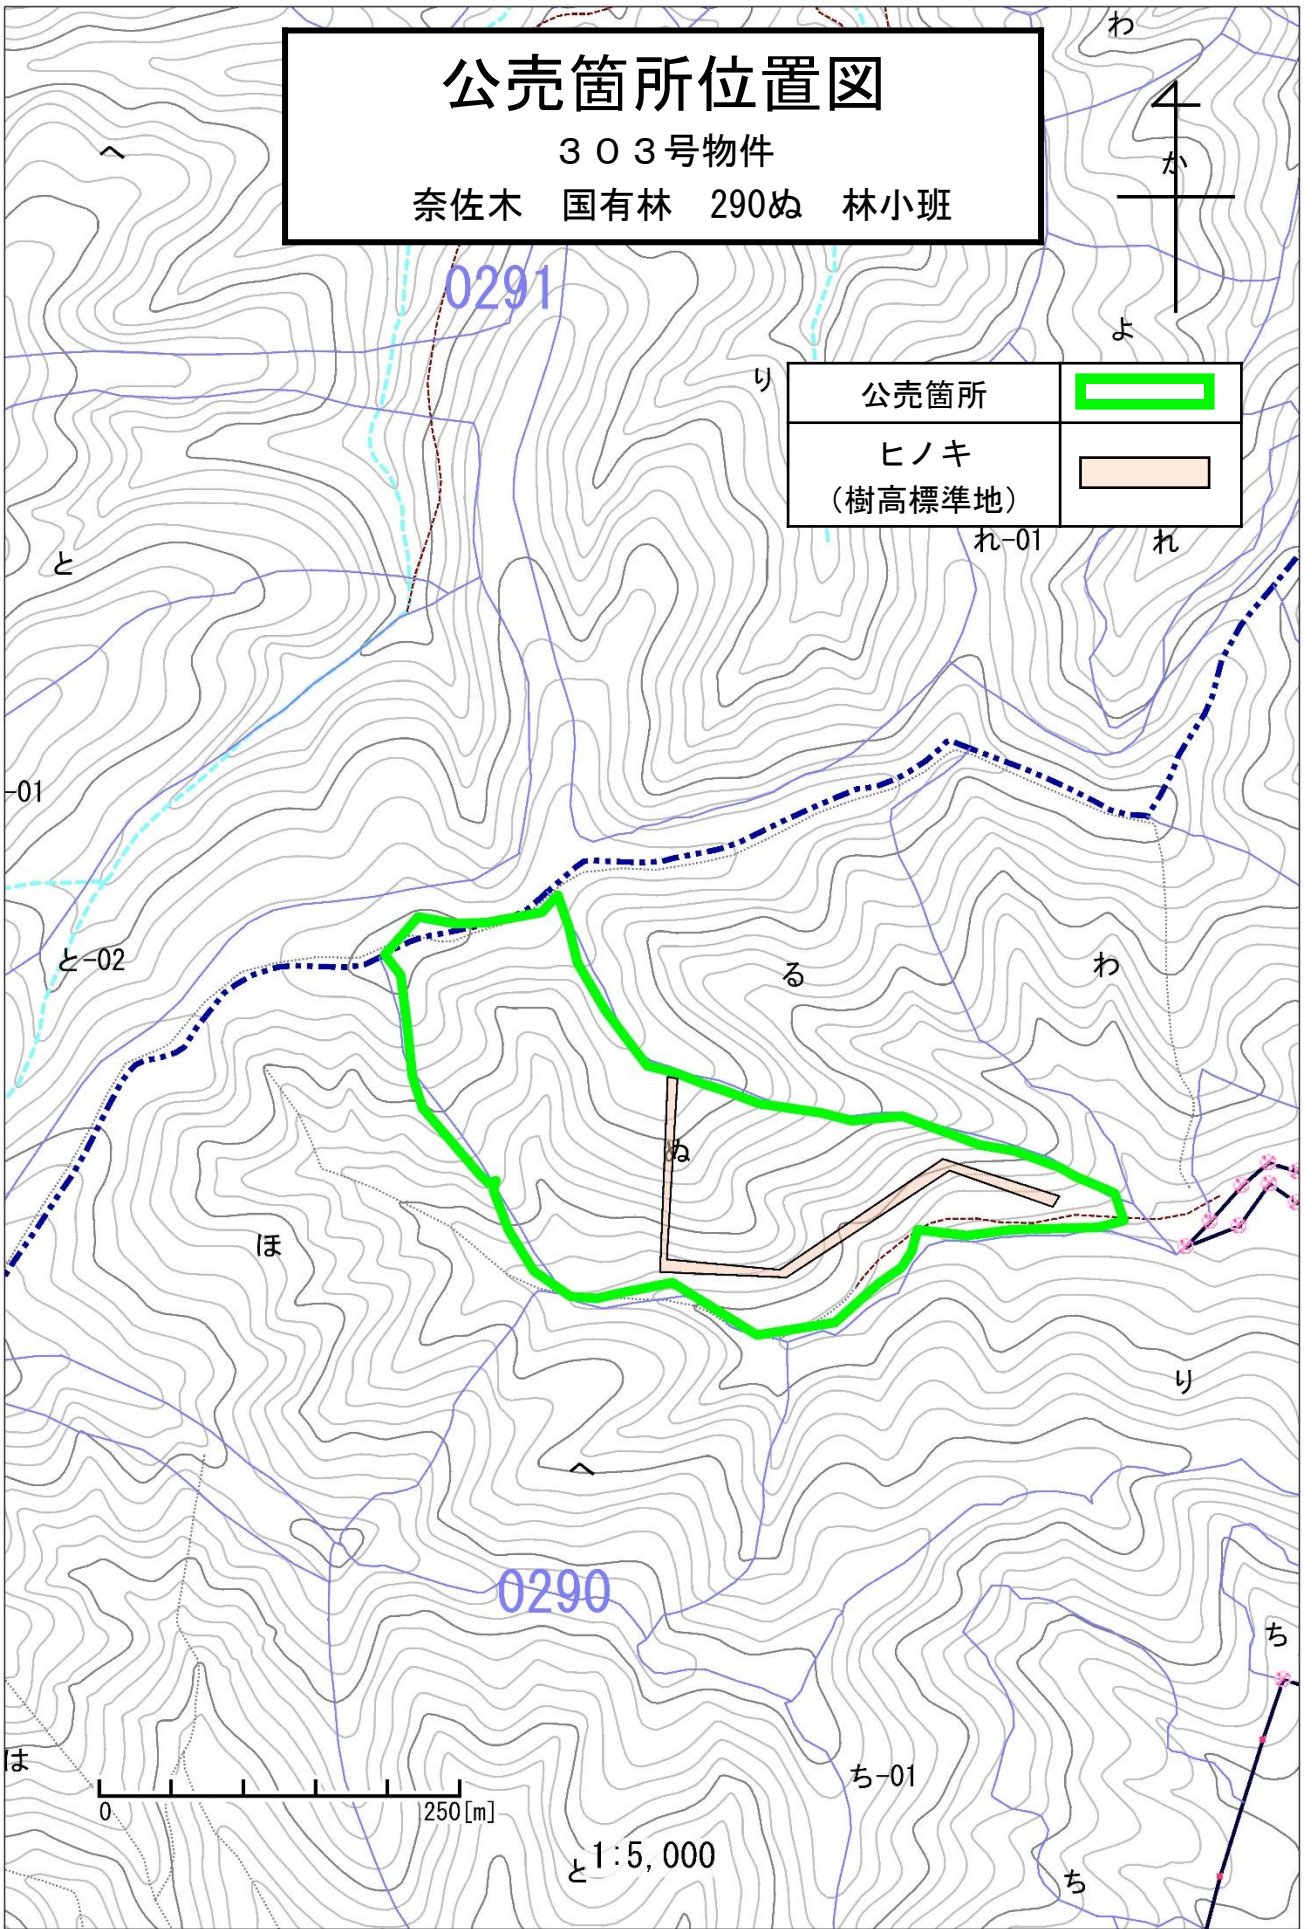 わ
公売箇所位置図
３０３号物件
奈佐木　国有林　290ぬ　林小班
へ
か
0291
よ
り
公売箇所
ヒノキ
（樹高標準地）
れ-01
れ
と
-01
と-02
る
わ
ぬ
ほ
り
へ
0290
ち
は
ち-01
0
250[m]
1:5,000
と
ち